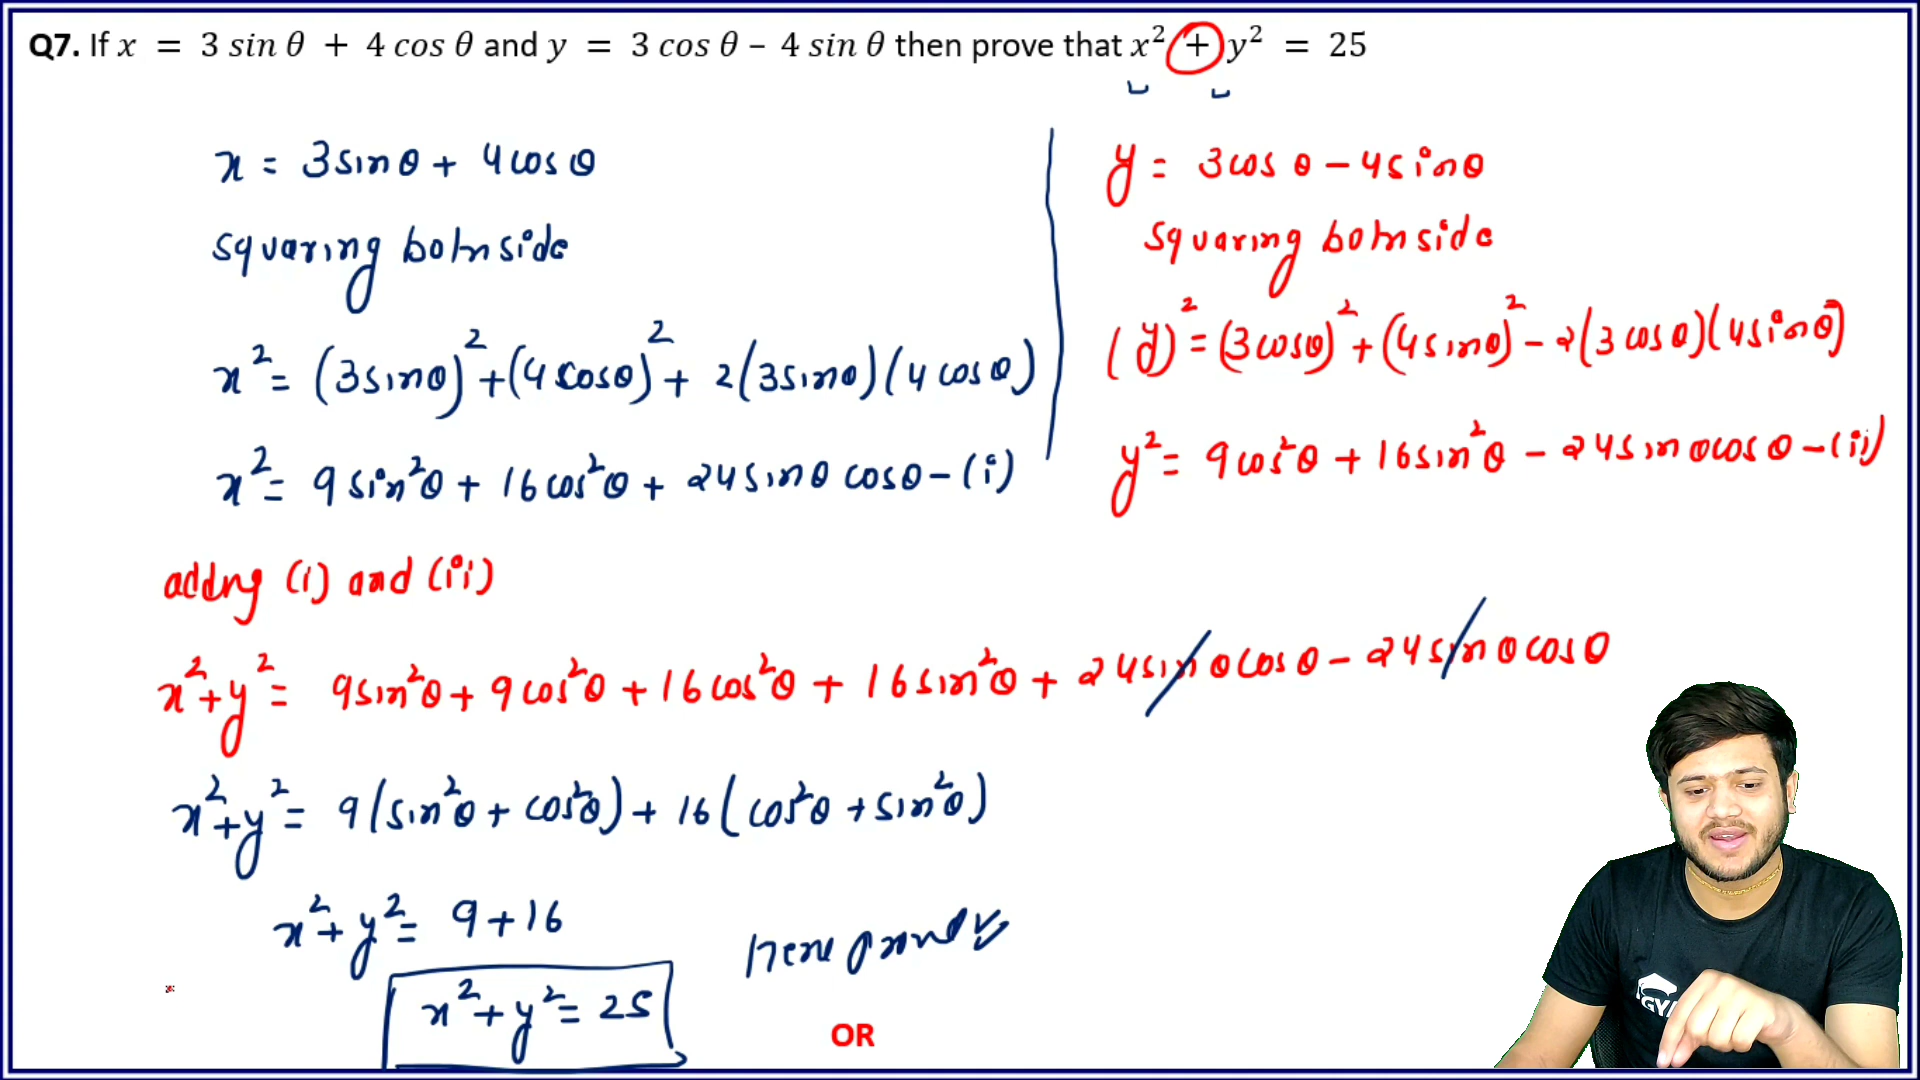 Q7. If x = 3 sin θ + 4 cos θ and y = 3 cos θ – 4 sin θ then prove that x² + y² = 25
x = 3sinθ + 4cosθ
squaring both side
x² = (3sinθ)² + (4cosθ)² + 2(3sinθ)(4cosθ)
x² = 9sin²θ + 16cos²θ + 24sinθ cosθ – (i)
y = 3cosθ – 4sinθ
squaring both side
(y)² = (3cosθ)² + (4sinθ)² – 2(3cosθ)(4sinθ)
y² = 9cos²θ + 16sin²θ – 24sinθcosθ – (ii)
adding (i) and (ii)
x² + y² = 9sin²θ + 9cos²θ + 16cos²θ + 16sin²θ + 24sinθcosθ – 24sinθcosθ
x² + y² = 9(sin²θ + cos²θ) + 16(cos²θ + sin²θ)
x² + y² = 9 + 16
x² + y² = 25
OR